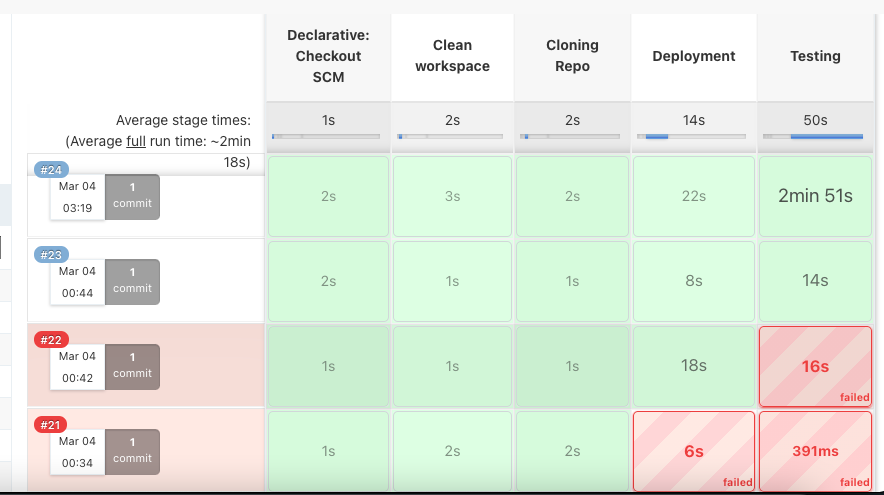 Declarative:
Checkout
SCM
Clean
workspace
Cloning
Repo
Deployment
Testing
Average stage times:
(Average full run time: ~2min
18s)
1s
2s
2s
14s
50s
#24
Mar 04
03:19
1
commit
2s
3s
2s
22s
2min 51s
#23
Mar 04
00:44
1
commit
2s
1s
1s
8s
14s
#22
Mar 04
00:42
1
commit
1s
1s
1s
18s
16s
failed
#21
Mar 04
00:34
1
commit
1s
2s
2s
6s
failed
391ms
failed